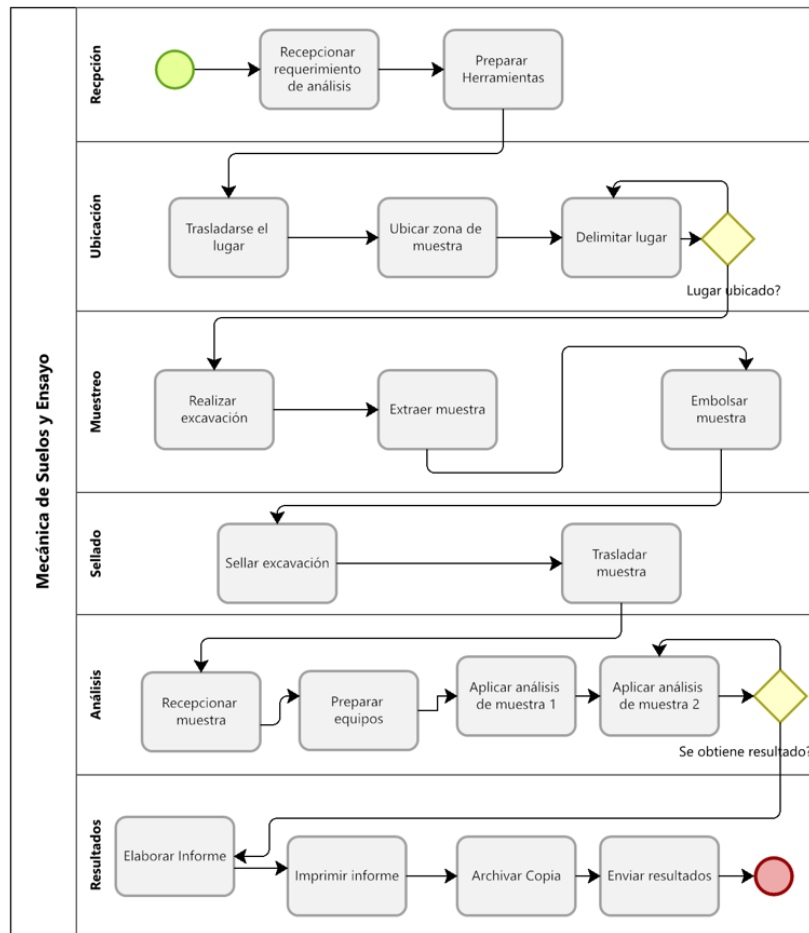 Mecánica de Suelos y Ensayo
Recpción
Recepcionar
requerimiento
de análisis
Preparar
Herramientas
Ubicación
Trasladarse el
lugar
Ubicar zona de
muestra
Delimitar lugar
Lugar ubicado?
Muestreo
Realizar
excavación
Extraer muestra
Embolsar
muestra
Sellado
Sellar excavación
Trasladar
muestra
Análisis
Recepcionar
muestra
Preparar
equipos
Aplicar análisis
de muestra 1
Aplicar análisis
de muestra 2
Se obtiene resultado?
Resultados
Elaborar Informe
Imprimir informe
Archivar Copia
Enviar resultados